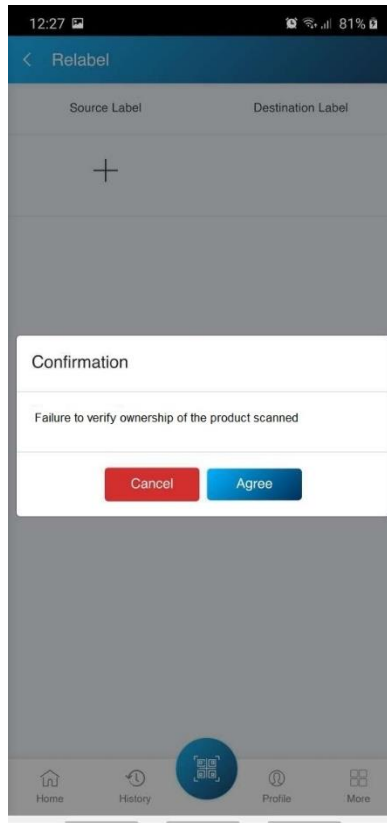 12:27 81%
Relabel
Source Label Destination Label
Confirmation
Failure to verify ownership of the product scanned
Cancel Agree
Home History Profile More